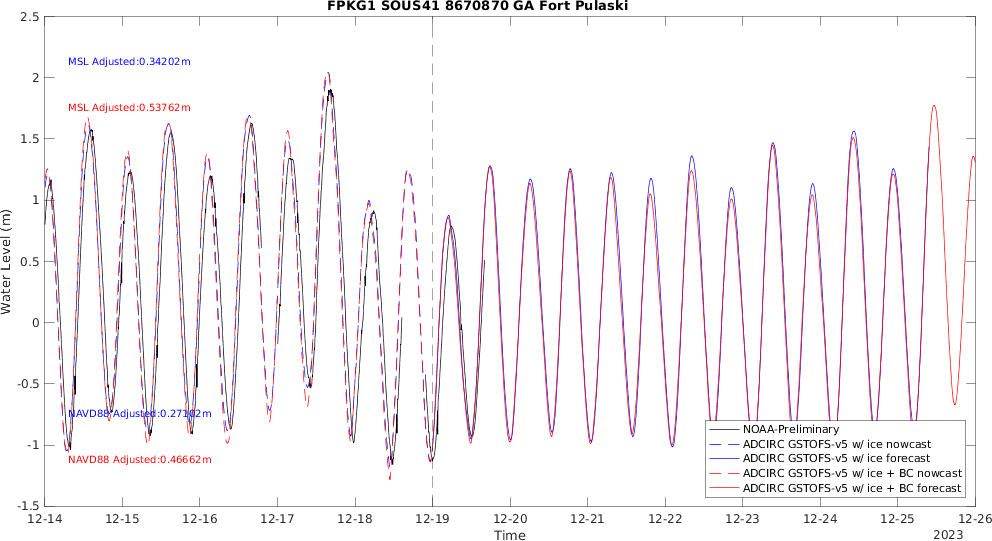 FPKG1 SOUS41 8670870 GA Fort Pulaski
2.5
2
1.5
1
0.5
0
-0.5
-1
-1.5
Water Level (m)
MSL Adjusted:0.34202m
MSL Adjusted:0.53762m
NAVD88 Adjusted:0.27102m
NAVD88 Adjusted:0.46662m
NOAA-Preliminary
ADCIRC GSTOFS-v5 w/ ice nowcast
ADCIRC GSTOFS-v5 w/ ice forecast
ADCIRC GSTOFS-v5 w/ ice + BC nowcast
ADCIRC GSTOFS-v5 w/ ice + BC forecast
12-14 12-15 12-16 12-17 12-18 12-19 12-20 12-21 12-22 12-23 12-24 12-25 12-26
Time
2023